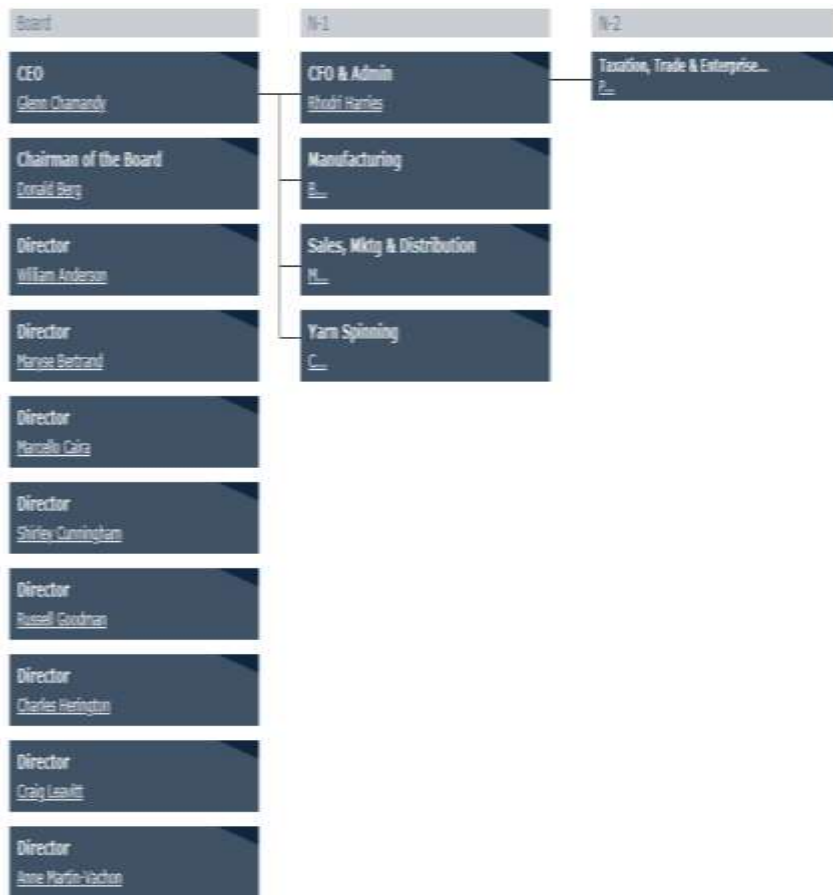 Board
CEO
Glenn Chamandy
Chairman of the Board
Donald Berg
Director
William Anderson
Director
Maryse Bertrand
Director
Marcello Caira
Director
Shirley Cunningham
Director
Russell Goodman
Director
Charles Herington
Director
Craig Leavitt
Director
Anne Martin-Vachon
N-1
CFO & Admin
Rhodri Harries
Manufacturing
B...
Sales, Mktg & Distribution
M...
Yarn Spinning
C...
N-2
Taxation, Trade & Enterprise...
P...